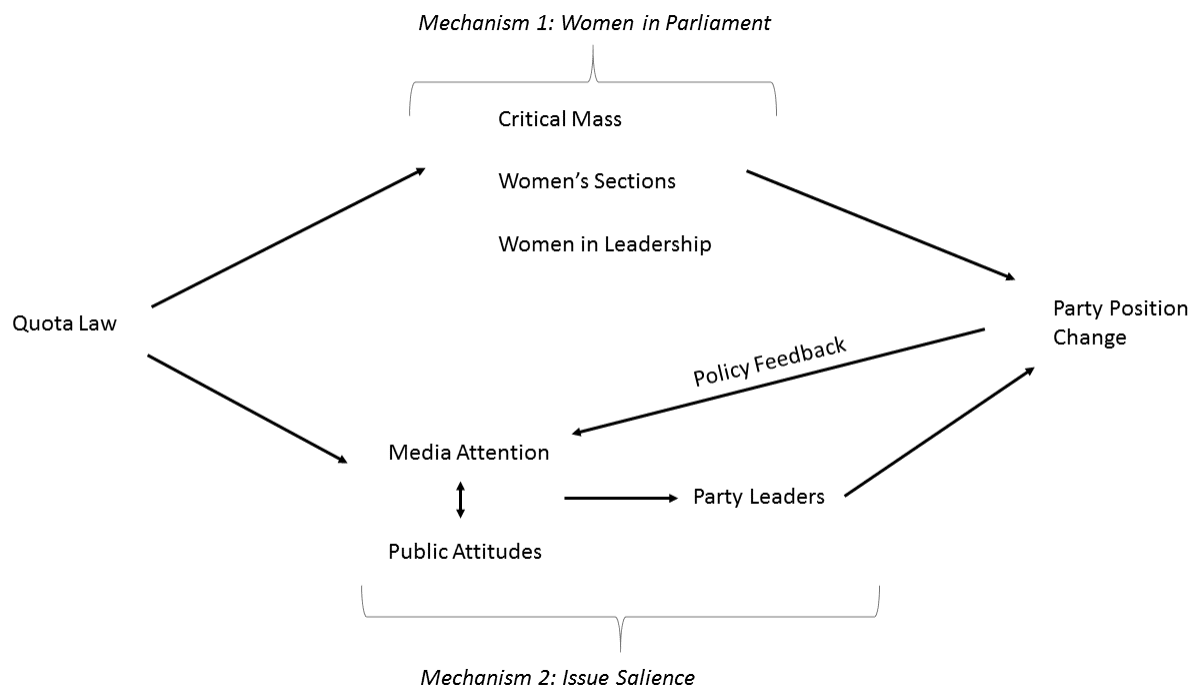 Mechanism 1: Women in Parliament
Critical Mass
Women's Sections
Women in Leadership
Quota Law
Party Position
Change
Policy Feedback
Media Attention
Party Leaders
Public Attitudes
Mechanism 2: Issue Salience